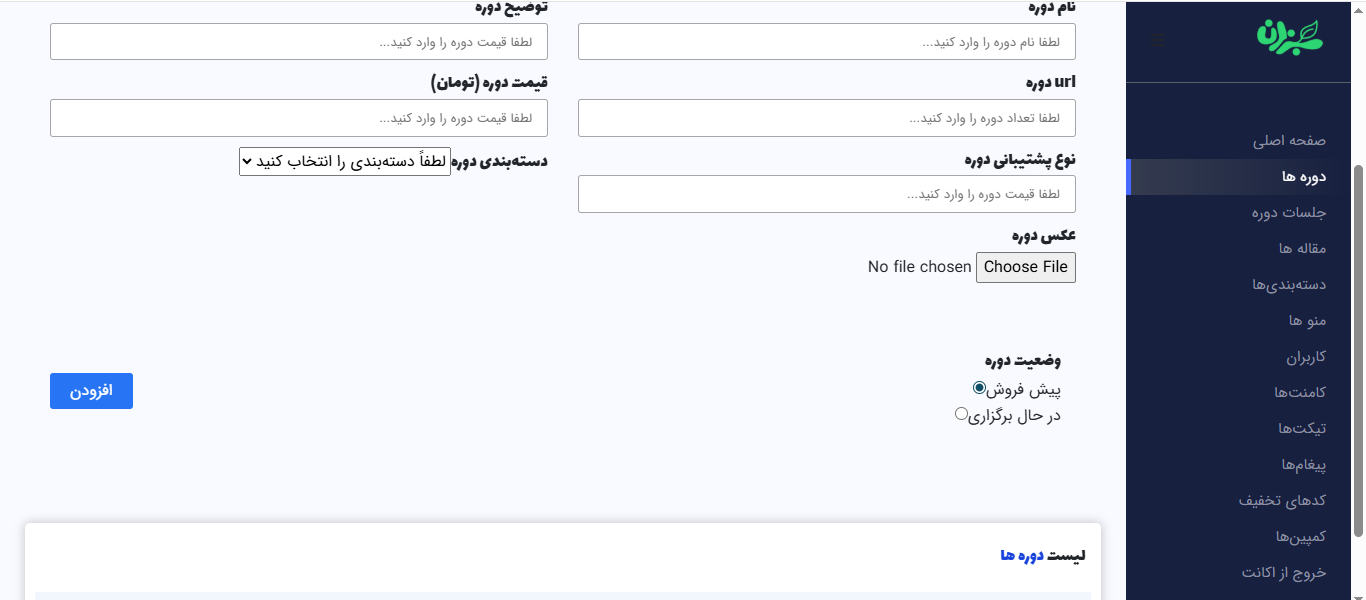 سبزران
صفحه اصلی
دوره ها
جلسات دوره
مقاله ها
دسته‌بندی‌ها
منو ها
کاربران
کامنت‌ها
تیکت‌ها
پیغام‌ها
کدهای تخفیف
کمپین‌ها
خروج از اکانت
نام دوره
لطفا نام دوره را وارد کنید...
توضیح دوره
لطفا قیمت دوره را وارد کنید...
url دوره
لطفا تعداد دوره را وارد کنید...
قیمت دوره (تومان)
لطفا قیمت دوره را وارد کنید...
نوع پشتیبانی دوره
لطفا قیمت دوره را وارد کنید...
دسته‌بندی دوره لطفاً دسته‌بندی را انتخاب کنید
عکس دوره
Choose File No file chosen
وضعیت دوره
پیش فروش
در حال برگزاری
افزودن
لیست دوره ها